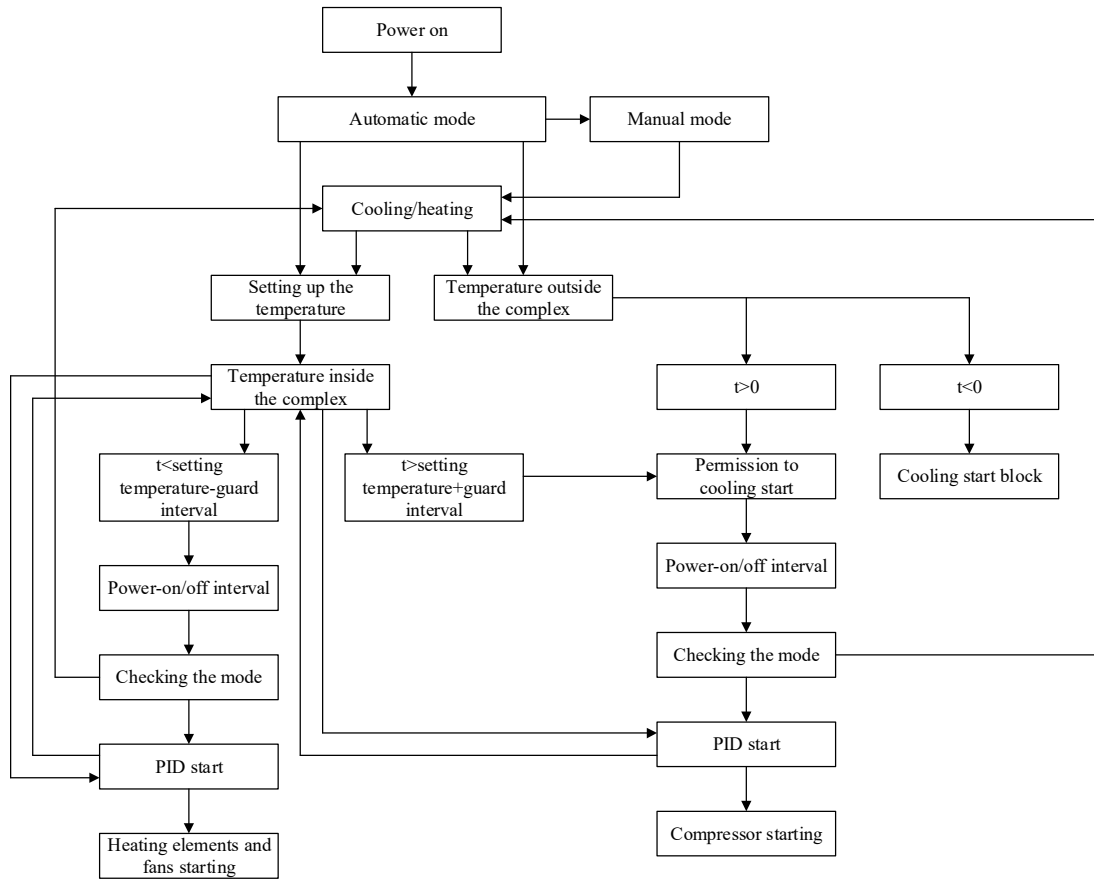 Power on
Automatic mode
Manual mode
Cooling/heating
Setting up the
temperature
Temperature outside
the complex
Temperature inside
the complex
t>0
t<0
t<setting
temperature-guard
interval
t>setting
temperature+guard
interval
Permission to
cooling start
Cooling start block
Power-on/off interval
Power-on/off interval
Checking the mode
Checking the mode
PID start
PID start
Heating elements and
fans starting
Compressor starting